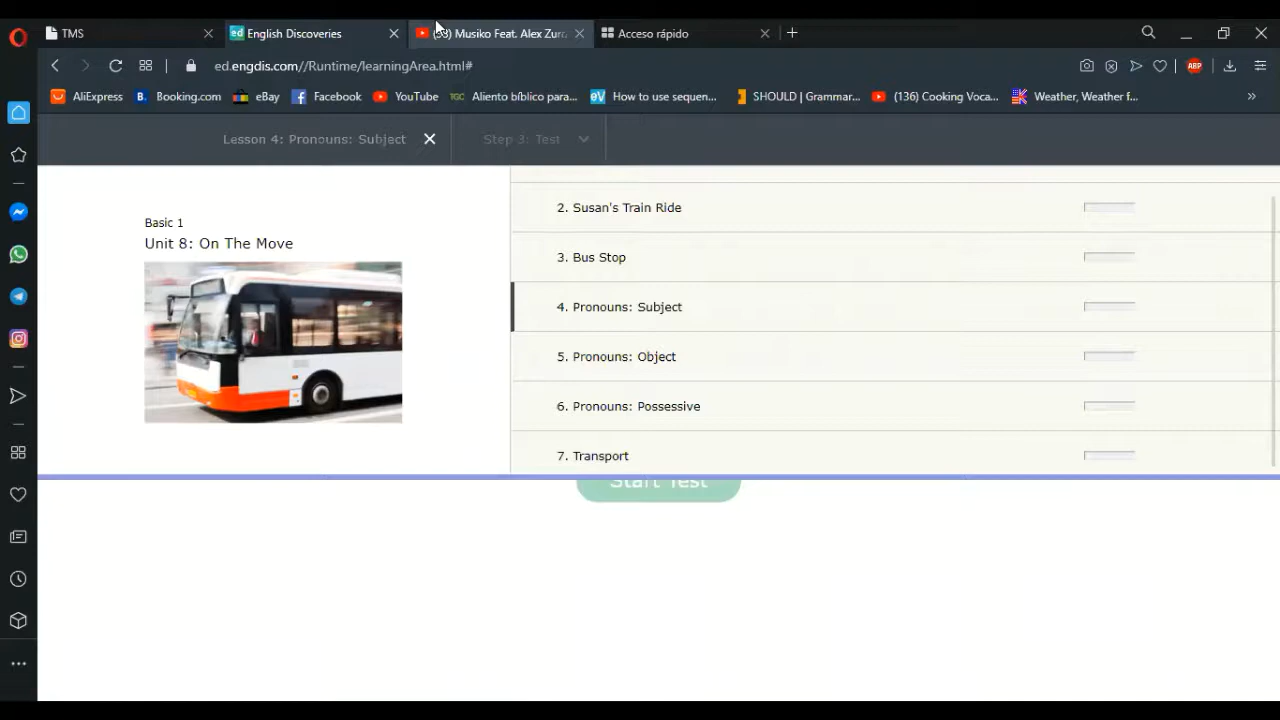 TMS
English Discoveries
Musiko Feat. Alex Zur
Acceso rápido
ed.engdis.com//Runtime/learningArea.html#
ABP
AliExpress
B. Booking.com
eBay
Facebook
YouTube
TGC Aliento bíblico para...
eV How to use sequen...
SHOULD | Grammar...
(136) Cooking Voca...
Weather, Weather f...
»
Lesson 4: Pronouns: Subject
Step 3: Test
Basic 1
Unit 8: On The Move
2. Susan's Train Ride
3. Bus Stop
4. Pronouns: Subject
5. Pronouns: Object
6. Pronouns: Possessive
7. Transport
Start Test